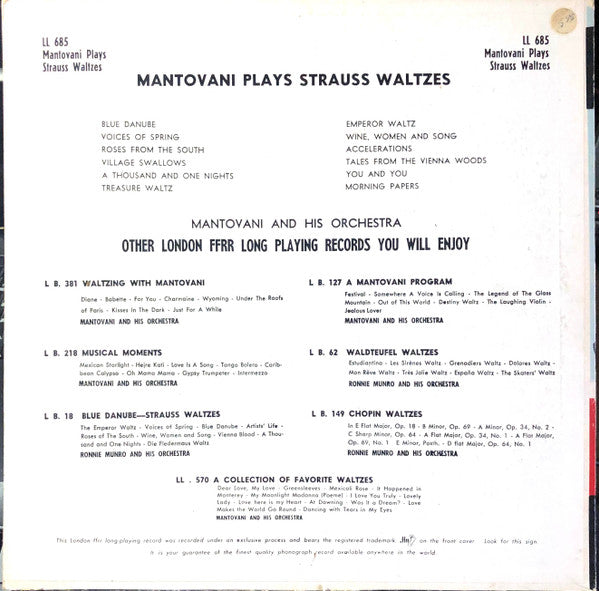 LL 685
Mantovani Plays
Strauss Waltzes
LL 685
Mantovani Plays
Strauss Waltzes
MANTOVANI PLAYS STRAUSS WALTZES
BLUE DANUBE
VOICES OF SPRING
ROSES FROM THE SOUTH
VILLAGE SWALLOWS
A THOUSAND AND ONE NIGHTS
TREASURE WALTZ
EMPEROR WALTZ
WINE, WOMEN AND SONG
ACCELERATIONS
TALES FROM THE VIENNA WOODS
YOU AND YOU
MORNING PAPERS
MANTOVANI AND HIS ORCHESTRA
OTHER LONDON FFRR LONG PLAYING RECORDS YOU WILL ENJOY
L B. 381 WALTZING WITH MANTOVANI
Diane - Babette - For You - Charmaine - Wyoming - Under The Roofs
of Paris - Kisses In The Dark - Just For A While
MANTOVANI AND HIS ORCHESTRA
L B. 218 MUSICAL MOMENTS
Mexican Starlight - Hejre Kati - Love Is A Song - Tango Bolero - Carib-
bean Calypso - Oh Mama Mama - Gypsy Trumpeter - Intermezzo
MANTOVANI AND HIS ORCHESTRA
L B. 18 BLUE DANUBE—STRAUSS WALTZES
The Emperor Waltz - Voices of Spring - Blue Danube - Artists' Life -
Roses of The South - Wine, Women and Song - Vienna Blood - A Thou-
sand and One Nights - Die Fledermaus Waltz
RONNIE MUNRO AND HIS ORCHESTRA
L B. 127 A MANTOVANI PROGRAM
Festival - Somewhere A Voice Is Calling - The Legend of The Glass
Mountain - Out of This World - Destiny Waltz - The Laughing Violin -
Jealous Lover
MANTOVANI AND HIS ORCHESTRA
L B. 62 WALDTEUFEL WALTZES
Estudiantina - Les Sirènes Waltz - Grenadiers Waltz - Dolores Waltz -
Mon Rêve Waltz - Très Jolie Waltz - España Waltz - The Skaters' Waltz
RONNIE MUNRO AND HIS ORCHESTRA
L B. 149 CHOPIN WALTZES
In E Flat Major, Op. 18 - B Minor, Op. 69 - A Minor, Op. 34, No. 2 -
C Sharp Minor, Op. 64 - A Flat Major, Op. 34, No. 1 - A Flat Major,
Op. 69, No. 1 E Minor, Posth. - D flat Major, Op. 64, No. 1
RONNIE MUNRO AND HIS ORCHESTRA
LL . 570 A COLLECTION OF FAVORITE WALTZES
Dear Love, My Love - Greensleeves - Mexicali Rose - It Happened in
Monterey - My Moonlight Madonna (Poeme) - I Love You Truly - Lovely
Lady - Love here is my Heart - At Dawning - Was It a Dream? - Love
Makes the World Go Round - Dancing with Tears in My Eyes
MANTOVANI AND HIS ORCHESTRA
This London ffrr long-playing record was recorded under an exclusive process and bears the registered trademark, ffrr on the front cover. Look for this sign.
It is your guarantee of the finest quality phonograph record available anywhere in the world.